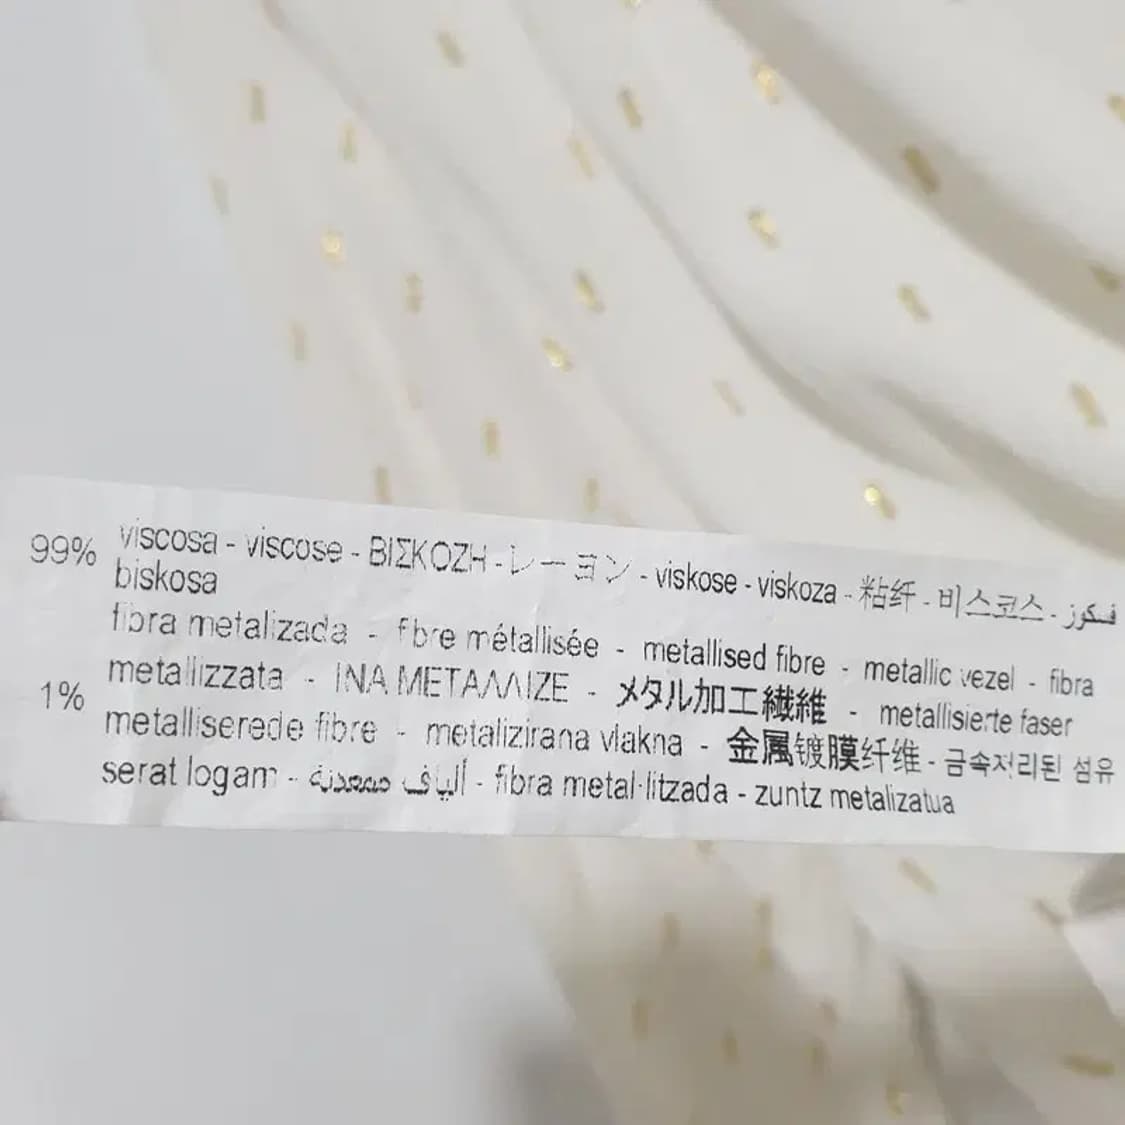 99% viscosa - viscose - ΒΙΣΚΟΖΗ - レーヨン - viskose - viskoza - 粘纤 - 비스코스 - فسكوز
biskosa
fibra metalizada - fibre métallisée - metallised fibre - metallic vezel - fibra
1% metallizzata - ΙΝΑ ΜΕΤΑΛΛΙΖΕ - メタル加工繊維 - metallisierte faser
metalliserede fibre - metalizirana vlakna - 金属镀膜纤维 - 금속처리된 섬유
serat logam - ألياف ممعدنة - fibra metal·litzada - zuntz metalizatua